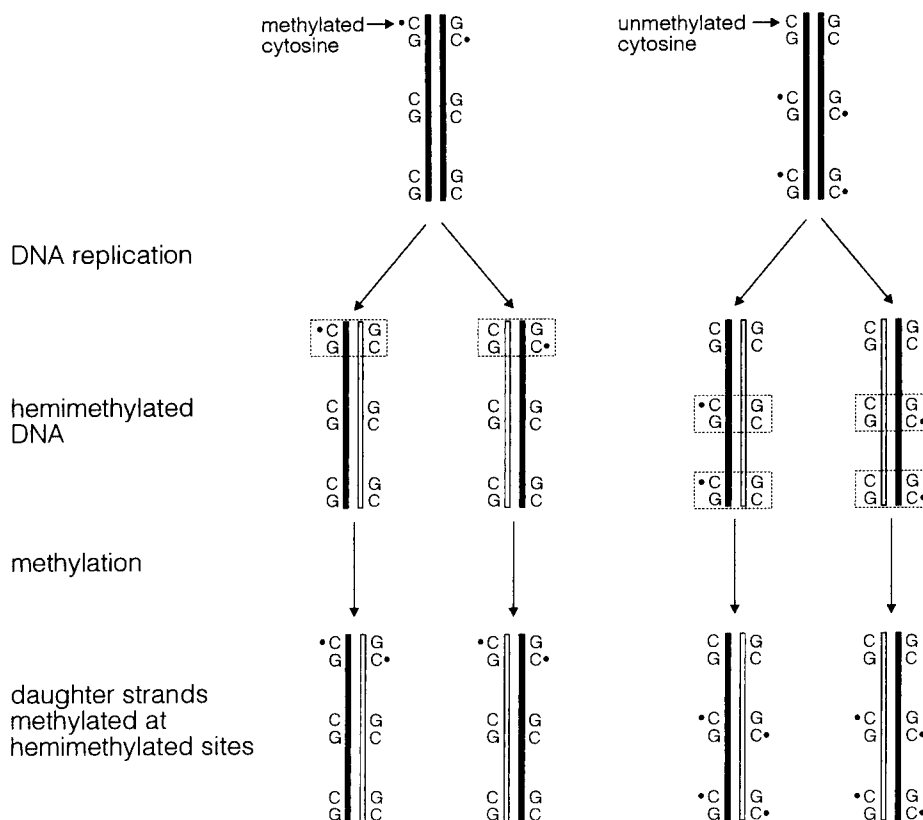 methylated •C G unmethylated C G
cytosine G C• cytosine G C
C G •C G
G C G C•
C G •C G
G C G C•
DNA replication
•C G C G C G C G
G C G C• G C G C
hemimethylated
DNA
C G C G •C G C G
G C G C G C G C•
C G C G •C G C G
G C G C G C G C•
methylation
•C G •C G C G C G
G C• G C• G C G C
daughter strands
methylated at
hemimethylated sites
C G C G •C G •C G
G C G C G C• G C•
C G C G •C G •C G
G C G C G C• G C•